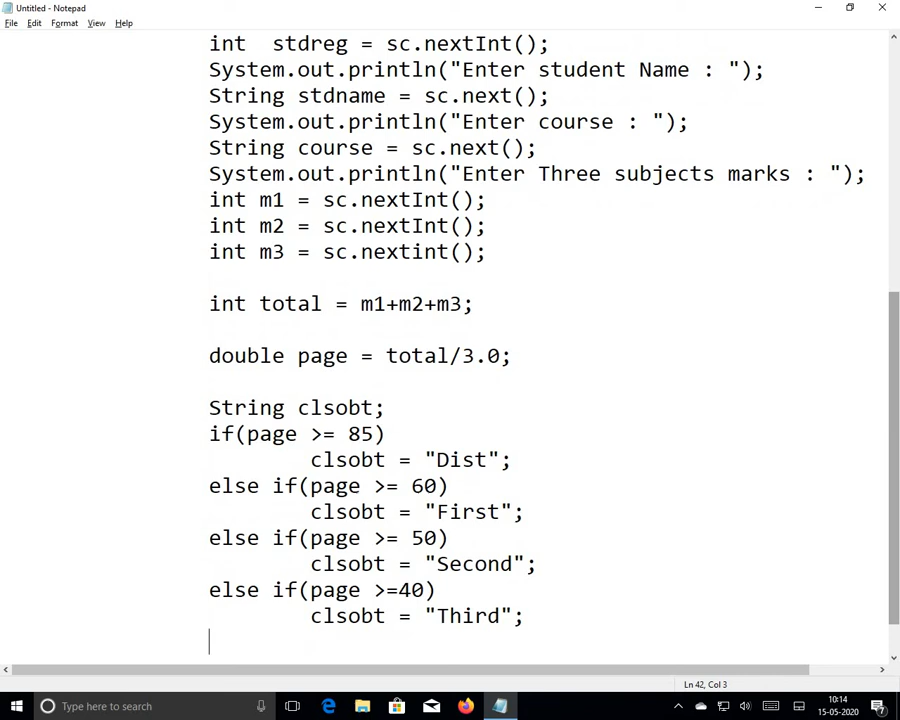 Untitled - Notepad
File Edit Format View Help
int  stdreg = sc.nextInt();
System.out.println("Enter student Name : ");
String stdname = sc.next();
System.out.println("Enter course : ");
String course = sc.next();
System.out.println("Enter Three subjects marks : ");
int m1 = sc.nextInt();
int m2 = sc.nextInt();
int m3 = sc.nextint();
int total = m1+m2+m3;
double page = total/3.0;
String clsobt;
if(page >= 85)
clsobt = "Dist";
else if(page >= 60)
clsobt = "First";
else if(page >= 50)
clsobt = "Second";
else if(page >=40)
clsobt = "Third";
Ln 42, Col 3
Type here to search
10:14
15-05-2020
7